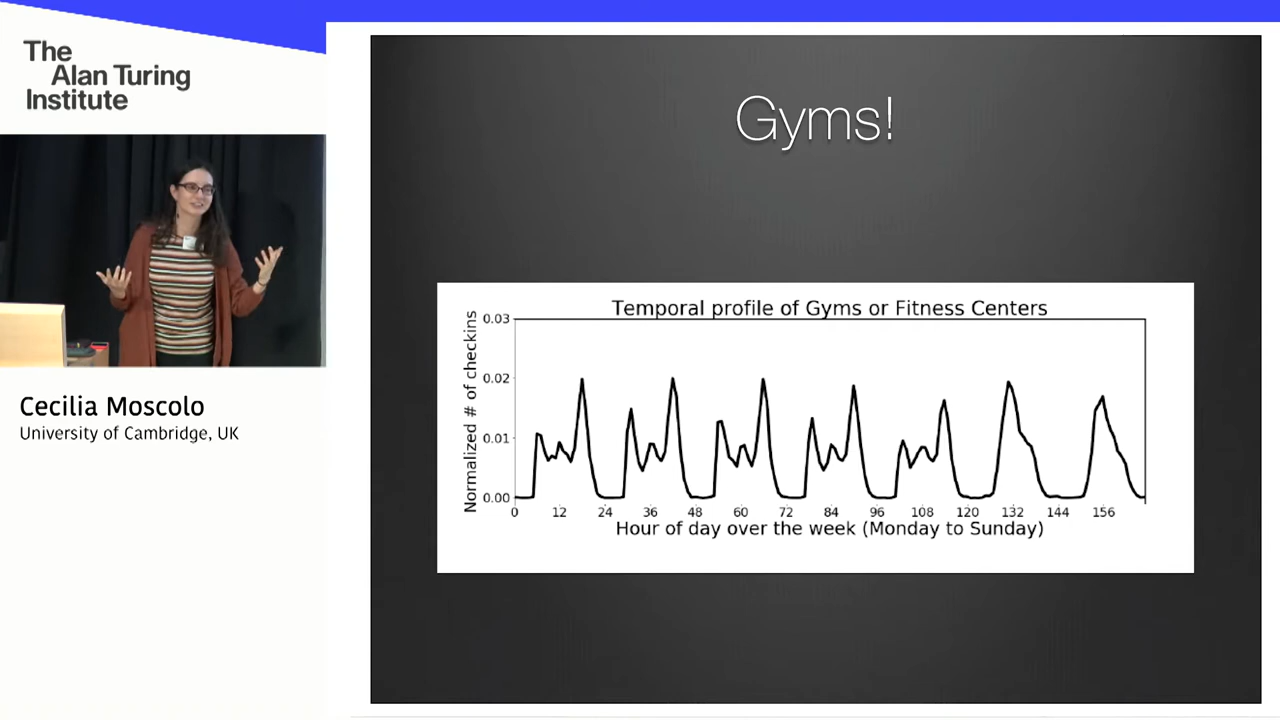 The
Alan Turing
Institute
Cecilia Moscolo
University of Cambridge, UK
Gyms!
Temporal profile of Gyms or Fitness Centers
Normalized # of checkins
0.03
0.02
0.01
0.00
0 12 24 36 48 60 72 84 96 108 120 132 144 156
Hour of day over the week (Monday to Sunday)